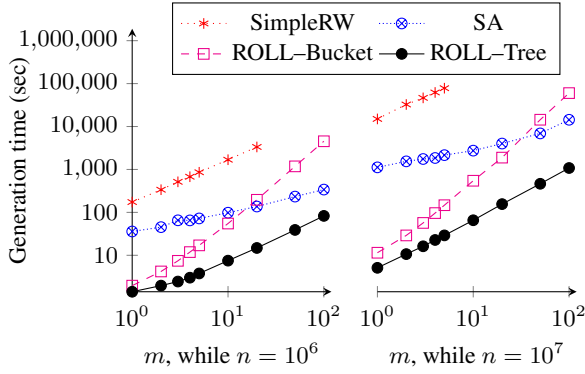 SimpleRW SA
ROLL–Bucket ROLL–Tree
Generation time (sec)
1,000,000
100,000
10,000
1,000
100
10
10^0 10^1 10^2
10^0 10^1 10^2
m, while n = 10^6
m, while n = 10^7